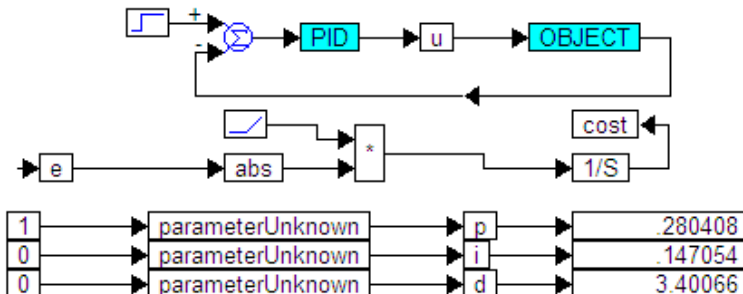 +
- Σ PID u OBJECT
cost
*
e abs 1/S
1 parameterUnknown p .280408
0 parameterUnknown i .147054
0 parameterUnknown d 3.40066